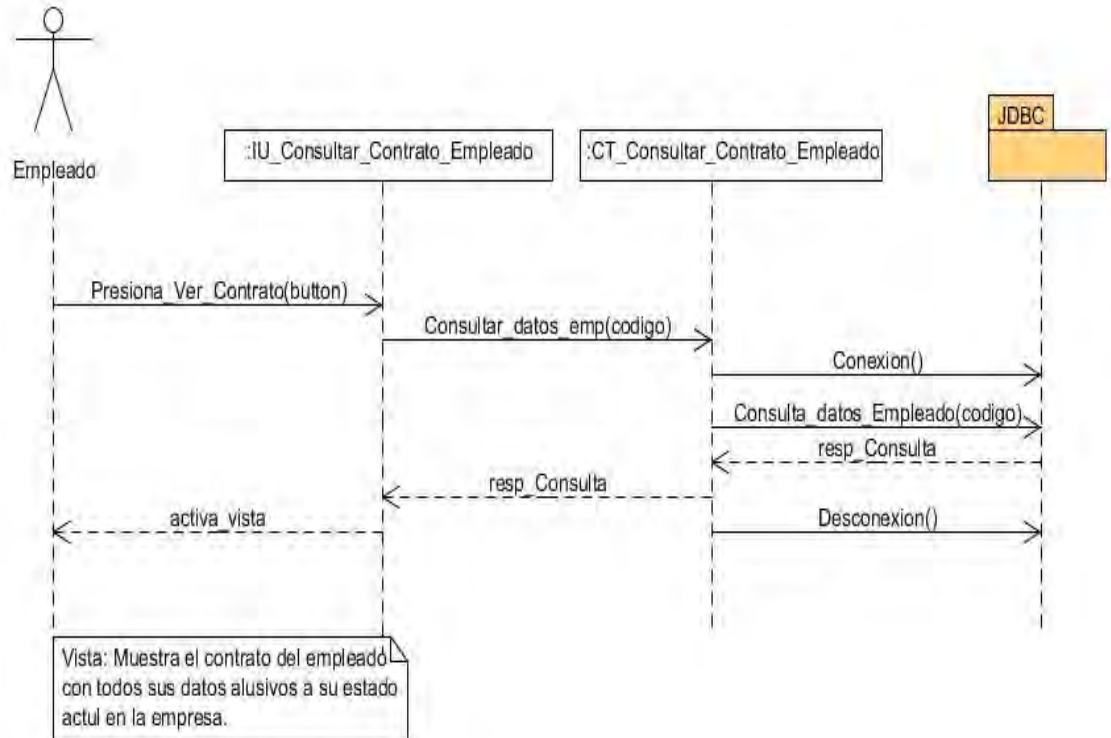 JDBC
:IU_Consultar_Contrato_Empleado
:CT_Consultar_Contrato_Empleado
Empleado
Presiona_Ver_Contrato(button)
Consultar_datos_emp(codigo)
Conexion()
Consulta_datos_Empleado(codigo)
resp_Consulta
resp_Consulta
activa_vista
Desconexion()
Vista: Muestra el contrato del empleado
con todos sus datos alusivos a su estado
actul en la empresa.